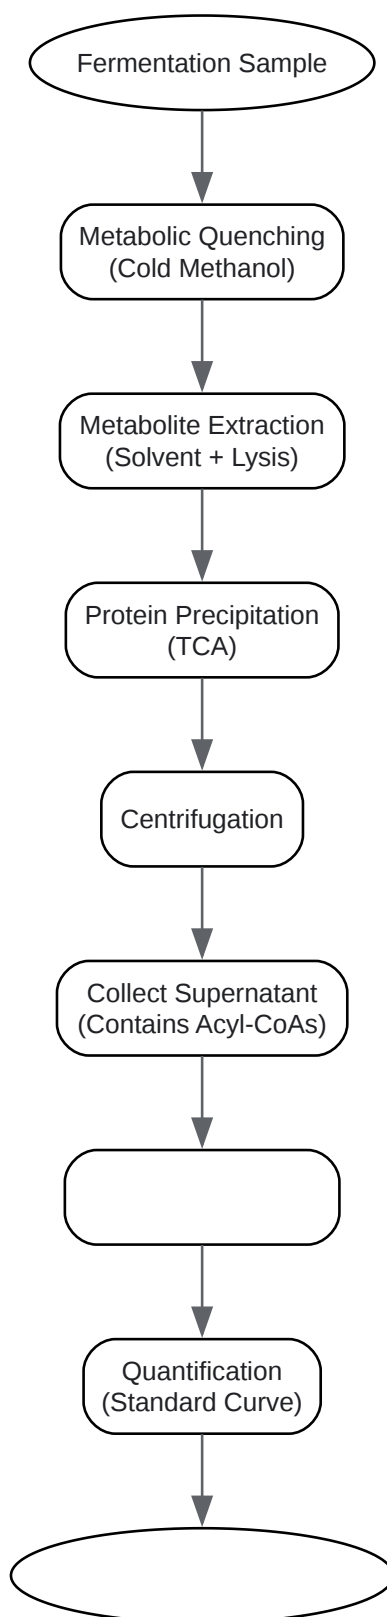 Fermentation Sample
Metabolic Quenching
(Cold Methanol)
Metabolite Extraction
(Solvent + Lysis)
Protein Precipitation
(TCA)
Centrifugation
Collect Supernatant
(Contains Acyl-CoAs)
Quantification
(Standard Curve)